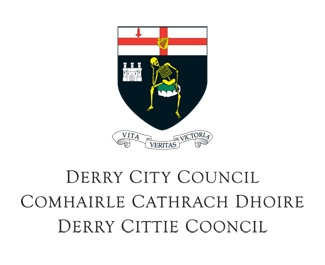 VITA VERITAS VICTORIA
DERRY CITY COUNCIL
COMHAIRLE CATHRACH DHOIRE
DERRY CITTIE COONCIL